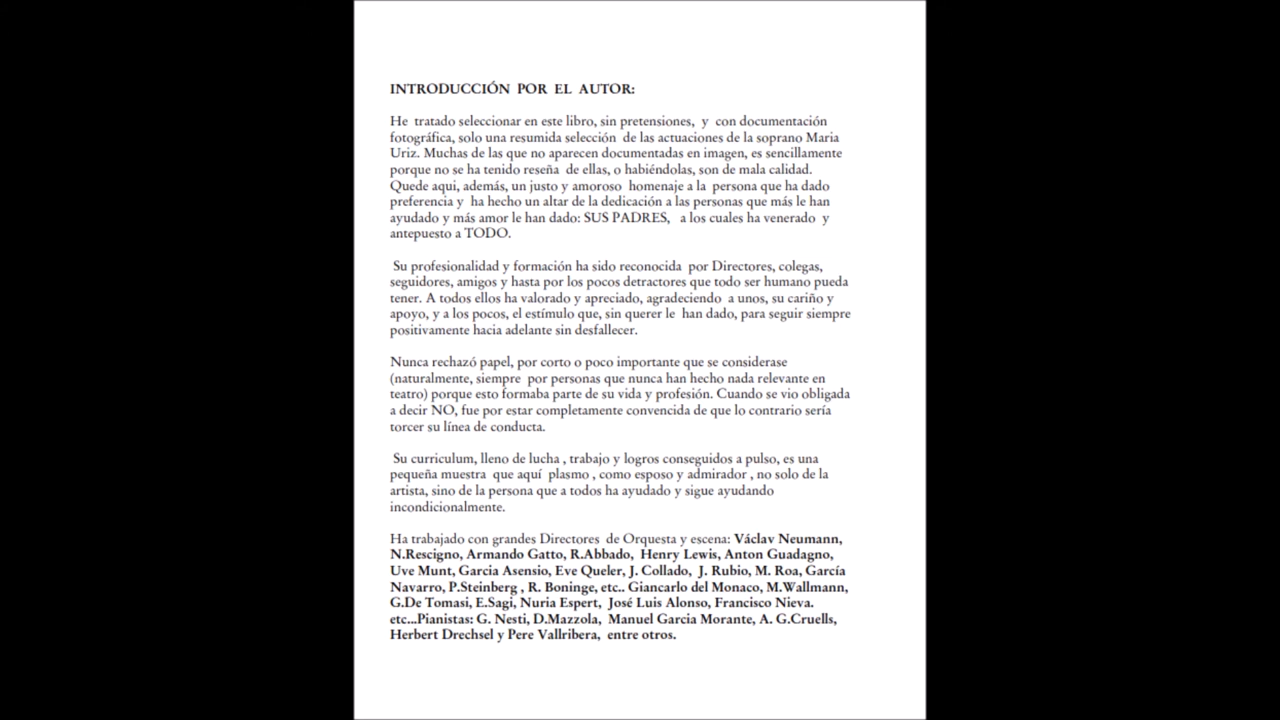 INTRODUCCIÓN POR EL AUTOR:
He tratado seleccionar en este libro, sin pretensiones, y con documentación
fotográfica, solo una resumida selección de las actuaciones de la soprano Maria
Uriz. Muchas de las que no aparecen documentadas en imagen, es sencillamente
porque no se ha tenido reseña de ellas, o habiéndolas, son de mala calidad.
Quede aqui, además, un justo y amoroso homenaje a la persona que ha dado
preferencia y ha hecho un altar de la dedicación a las personas que más le han
ayudado y más amor le han dado: SUS PADRES, a los cuales ha venerado y
antepuesto a TODO.
Su profesionalidad y formación ha sido reconocida por Directores, colegas,
seguidores, amigos y hasta por los pocos detractores que todo ser humano pueda
tener. A todos ellos ha valorado y apreciado, agradeciendo a unos, su cariño y
apoyo, y a los pocos, el estímulo que, sin querer le han dado, para seguir siempre
positivamente hacia adelante sin desfallecer.
Nunca rechazó papel, por corto o poco importante que se considerase
(naturalmente, siempre por personas que nunca han hecho nada relevante en
teatro) porque esto formaba parte de su vida y profesión. Cuando se vio obligada
a decir NO, fue por estar completamente convencida de que lo contrario sería
torcer su línea de conducta.
Su curriculum, lleno de lucha , trabajo y logros conseguidos a pulso, es una
pequeña muestra que aquí plasmo , como esposo y admirador , no solo de la
artista, sino de la persona que a todos ha ayudado y sigue ayudando
incondicionalmente.
Ha trabajado con grandes Directores de Orquesta y escena: Václav Neumann,
N.Rescigno, Armando Gatto, R.Abbado, Henry Lewis, Anton Guadagno,
Uve Munt, Garcia Asensio, Eve Queler, J. Collado, J. Rubio, M. Roa, García
Navarro, P.Steinberg , R. Boninge, etc.. Giancarlo del Monaco, M.Wallmann,
G.De Tomasi, E.Sagi, Nuria Espert, José Luis Alonso, Francisco Nieva.
etc...Pianistas: G. Nesti, D.Mazzola, Manuel Garcia Morante, A. G.Cruells,
Herbert Drechsel y Pere Vallribera, entre otros.